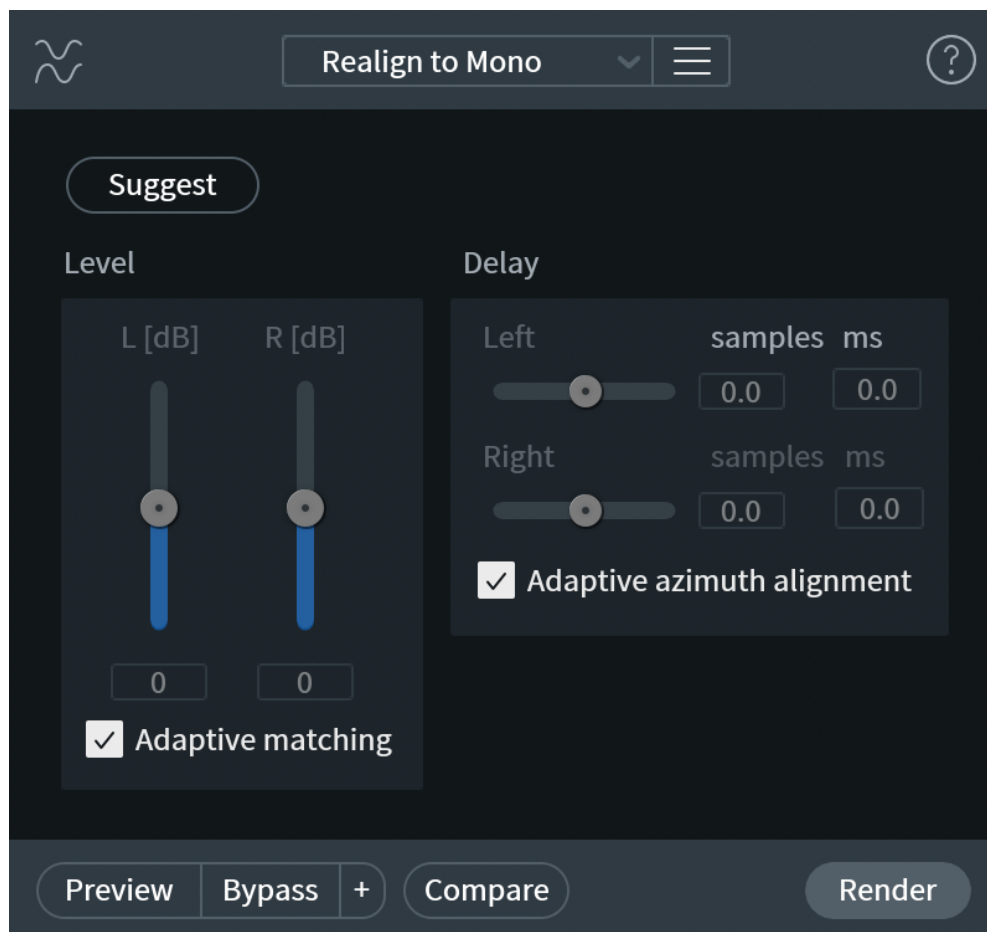 Realign to Mono
?
Suggest
Level
L [dB] R [dB]
0 0
Adaptive matching
Delay
Left samples ms
0.0 0.0
Right samples ms
0.0 0.0
Adaptive azimuth alignment
Preview Bypass + Compare Render